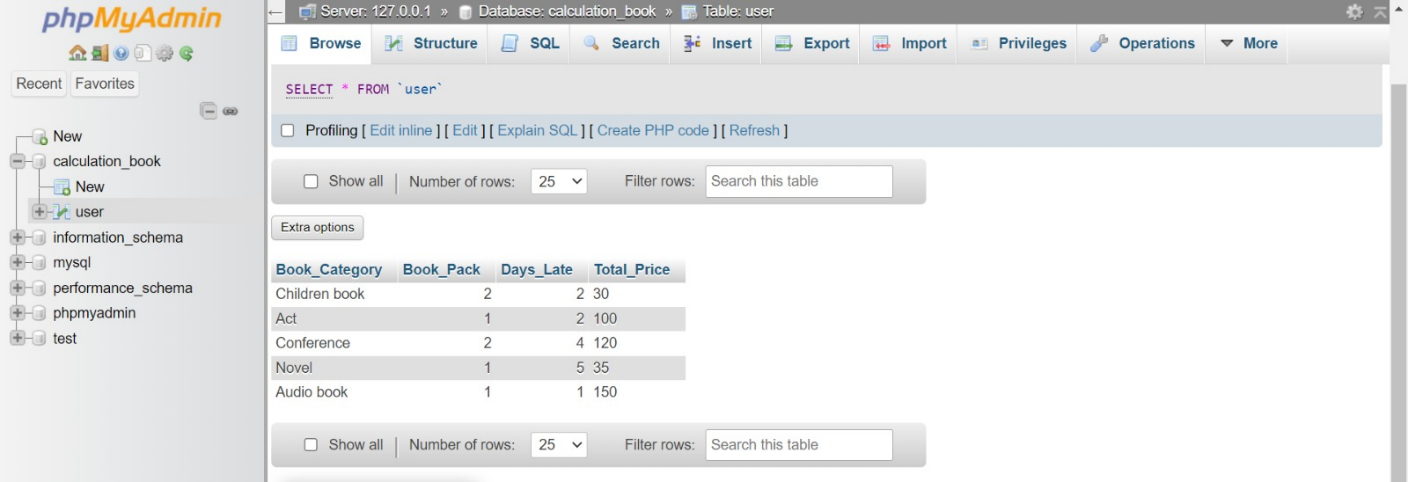 phpMyAdmin
Recent Favorites
New
calculation_book
New
user
information_schema
mysql
performance_schema
phpmyadmin
test
Server: 127.0.0.1 » Database: calculation_book » Table: user
Browse Structure SQL Search Insert Export Import Privileges Operations More
SELECT * FROM `user`
Profiling [ Edit inline ] [ Edit ] [ Explain SQL ] [ Create PHP code ] [ Refresh ]
Show all | Number of rows: 25 Filter rows: Search this table
Extra options
Book_Category Book_Pack Days_Late Total_Price
Children book 2 2 30
Act 1 2 100
Conference 2 4 120
Novel 1 5 35
Audio book 1 1 150
Show all | Number of rows: 25 Filter rows: Search this table